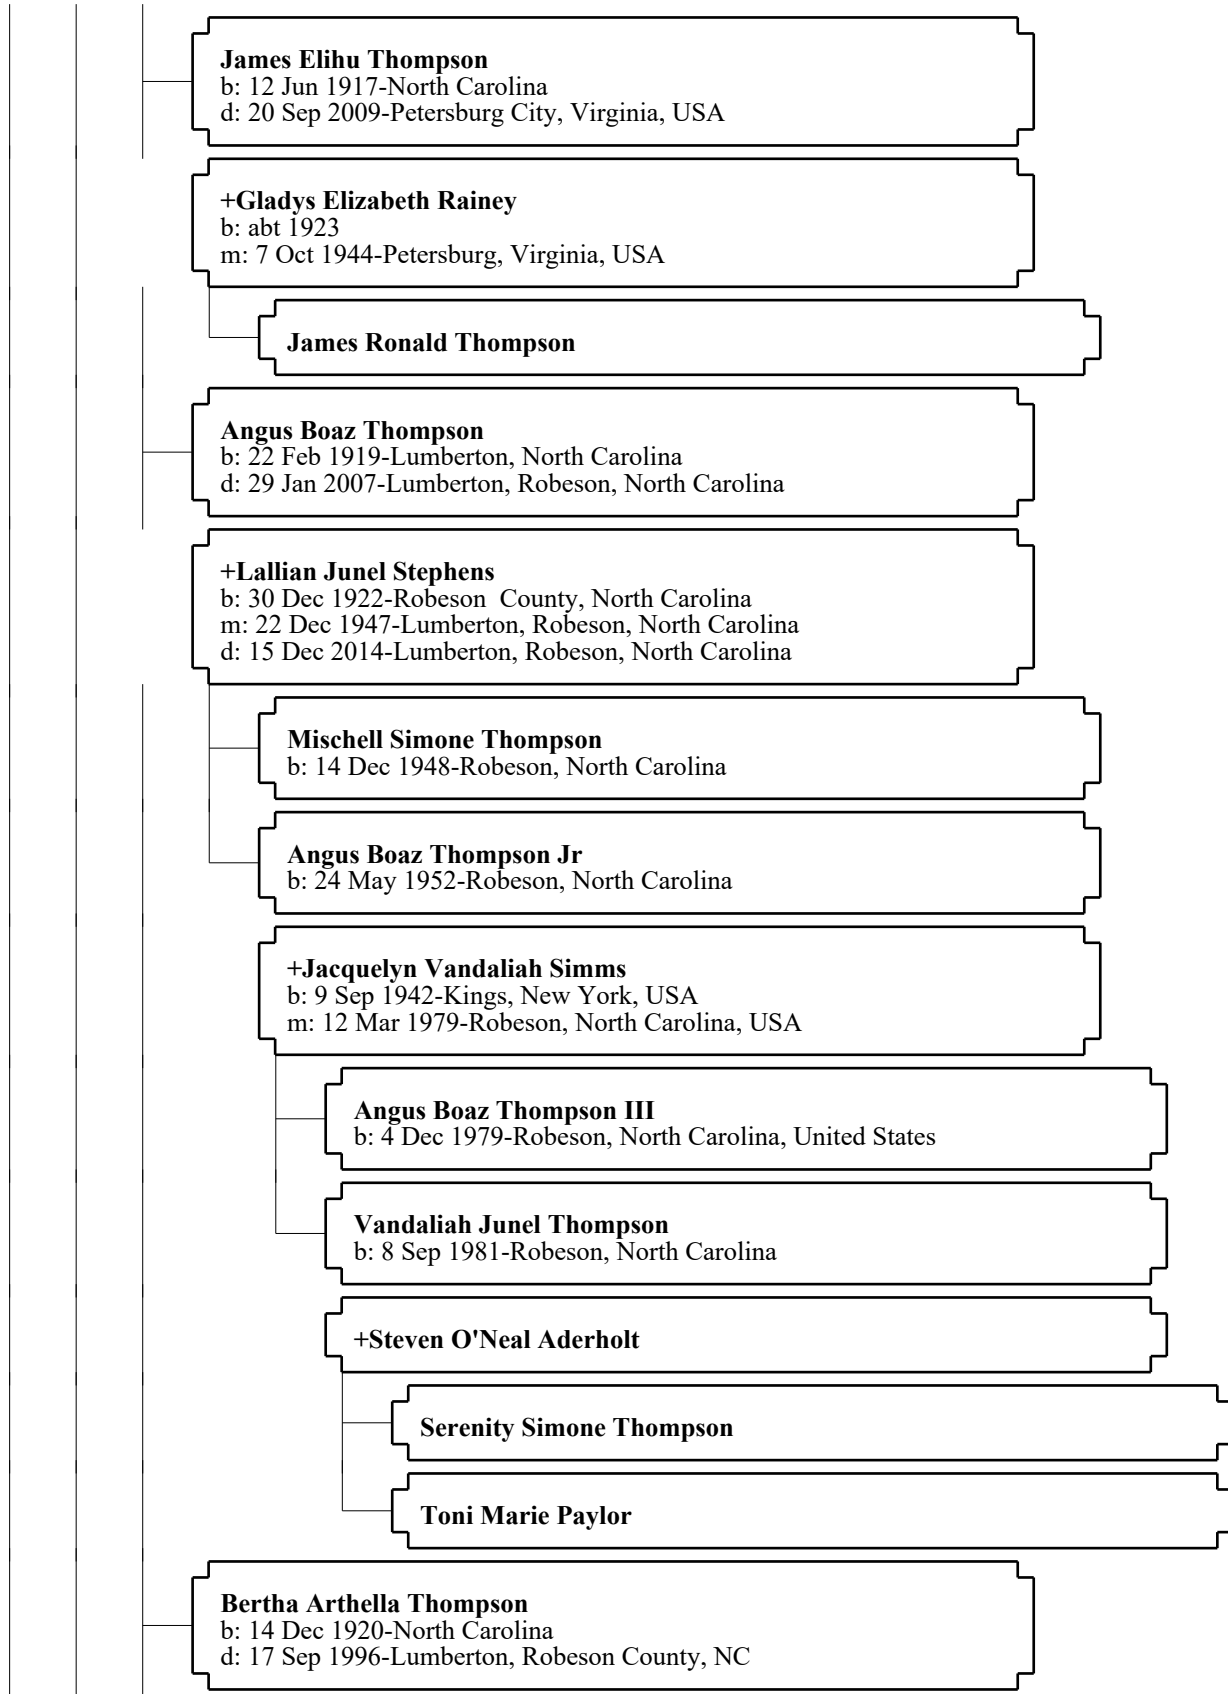 James Elihu Thompson
b: 12 Jun 1917-North Carolina
d: 20 Sep 2009-Petersburg City, Virginia, USA
+Gladys Elizabeth Rainey
b: abt 1923
m: 7 Oct 1944-Petersburg, Virginia, USA
James Ronald Thompson
Angus Boaz Thompson
b: 22 Feb 1919-Lumberton, North Carolina
d: 29 Jan 2007-Lumberton, Robeson, North Carolina
+Lallian Junel Stephens
b: 30 Dec 1922-Robeson  County, North Carolina
m: 22 Dec 1947-Lumberton, Robeson, North Carolina
d: 15 Dec 2014-Lumberton, Robeson, North Carolina
Mischell Simone Thompson
b: 14 Dec 1948-Robeson, North Carolina
Angus Boaz Thompson Jr
b: 24 May 1952-Robeson, North Carolina
+Jacquelyn Vandaliah Simms
b: 9 Sep 1942-Kings, New York, USA
m: 12 Mar 1979-Robeson, North Carolina, USA
Angus Boaz Thompson III
b: 4 Dec 1979-Robeson, North Carolina, United States
Vandaliah Junel Thompson
b: 8 Sep 1981-Robeson, North Carolina
+Steven O'Neal Aderholt
Serenity Simone Thompson
Toni Marie Paylor
Bertha Arthella Thompson
b: 14 Dec 1920-North Carolina
d: 17 Sep 1996-Lumberton, Robeson County, NC